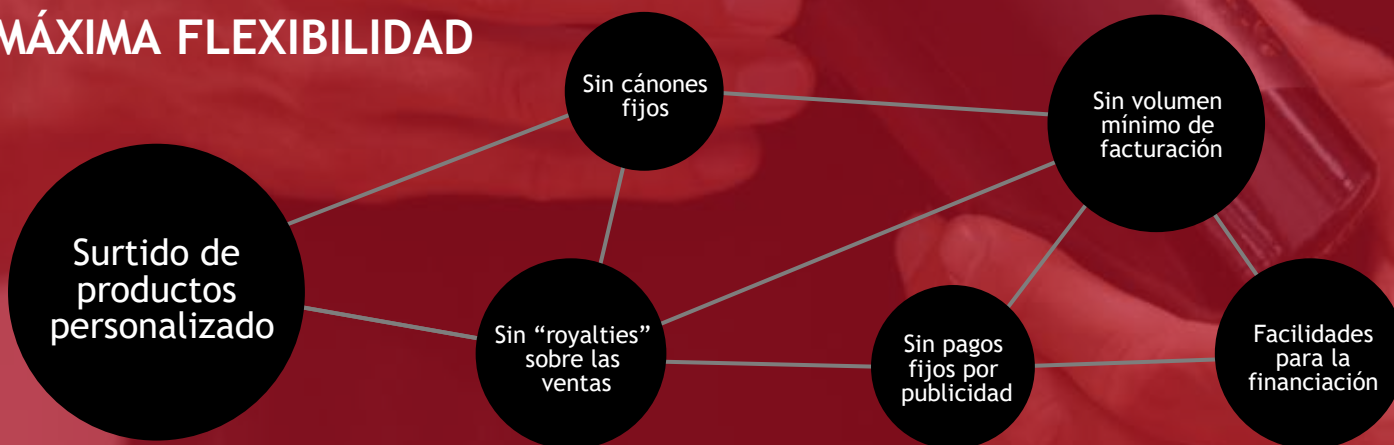 MÁXIMA FLEXIBILIDAD
Sin cánones
fijos
Sin volumen
mínimo de
facturación
Surtido de
productos
personalizado
Sin “royalties”
sobre las
ventas
Sin pagos
fijos por
publicidad
Facilidades
para la
financiación